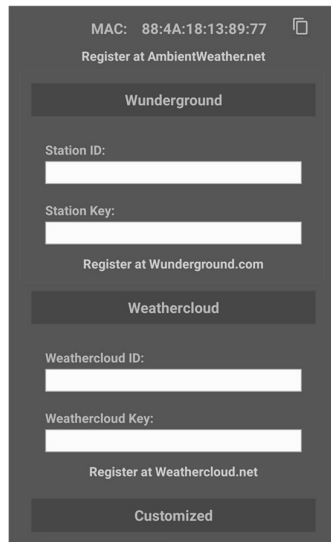 MAC: 88:4A:18:13:89:77
Register at AmbientWeather.net
Wunderground
Station ID:
Station Key:
Register at Wunderground.com
Weathercloud
Weathercloud ID:
Weathercloud Key:
Register at Weathercloud.net
Customized